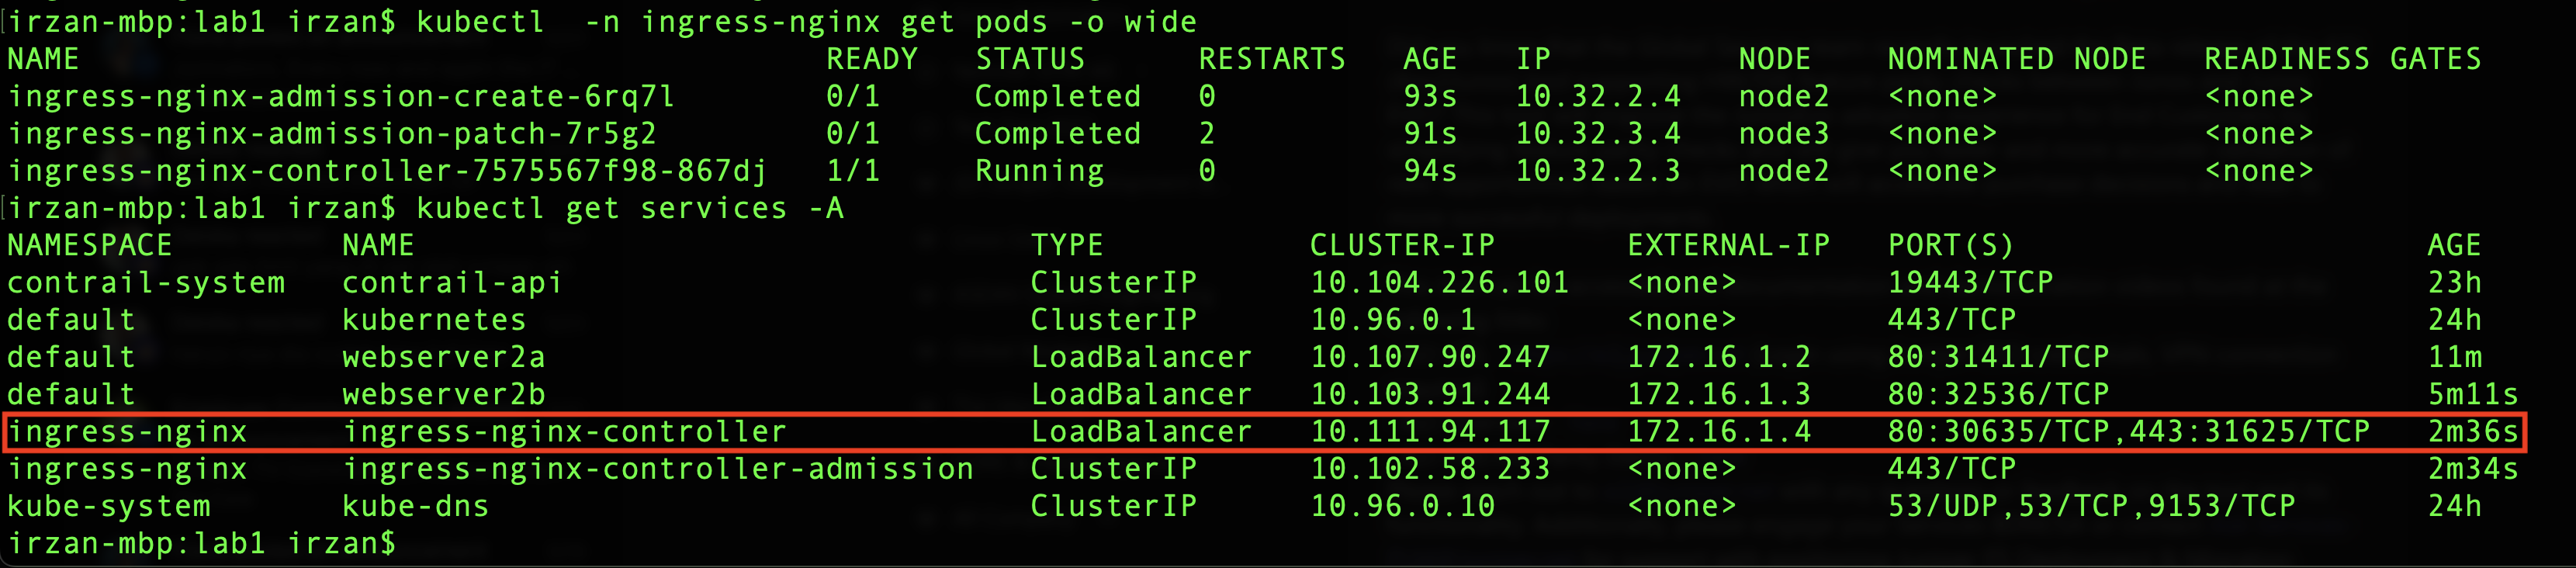 irzan-mbp:lab1 irzan$ kubectl  -n ingress-nginx get pods -o wide
NAME                                        READY   STATUS      RESTARTS   AGE   IP          NODE    NOMINATED NODE   READINESS GATES
ingress-nginx-admission-create-6rq7l        0/1     Completed   0          93s   10.32.2.4   node2   <none>           <none>
ingress-nginx-admission-patch-7r5g2         0/1     Completed   2          91s   10.32.3.4   node3   <none>           <none>
ingress-nginx-controller-7575567f98-867dj   1/1     Running     0          94s   10.32.2.3   node2   <none>           <none>
irzan-mbp:lab1 irzan$ kubectl get services -A
NAMESPACE         NAME                                 TYPE           CLUSTER-IP       EXTERNAL-IP   PORT(S)                      AGE
contrail-system   contrail-api                         ClusterIP      10.104.226.101   <none>        19443/TCP                    23h
default           kubernetes                           ClusterIP      10.96.0.1        <none>        443/TCP                      24h
default           webserver2a                          LoadBalancer   10.107.90.247    172.16.1.2    80:31411/TCP                 11m
default           webserver2b                          LoadBalancer   10.103.91.244    172.16.1.3    80:32536/TCP                 5m11s
ingress-nginx     ingress-nginx-controller             LoadBalancer   10.111.94.117    172.16.1.4    80:30635/TCP,443:31625/TCP   2m36s
ingress-nginx     ingress-nginx-controller-admission   ClusterIP      10.102.58.233    <none>        443/TCP                      2m34s
kube-system       kube-dns                             ClusterIP      10.96.0.10       <none>        53/UDP,53/TCP,9153/TCP       24h
irzan-mbp:lab1 irzan$